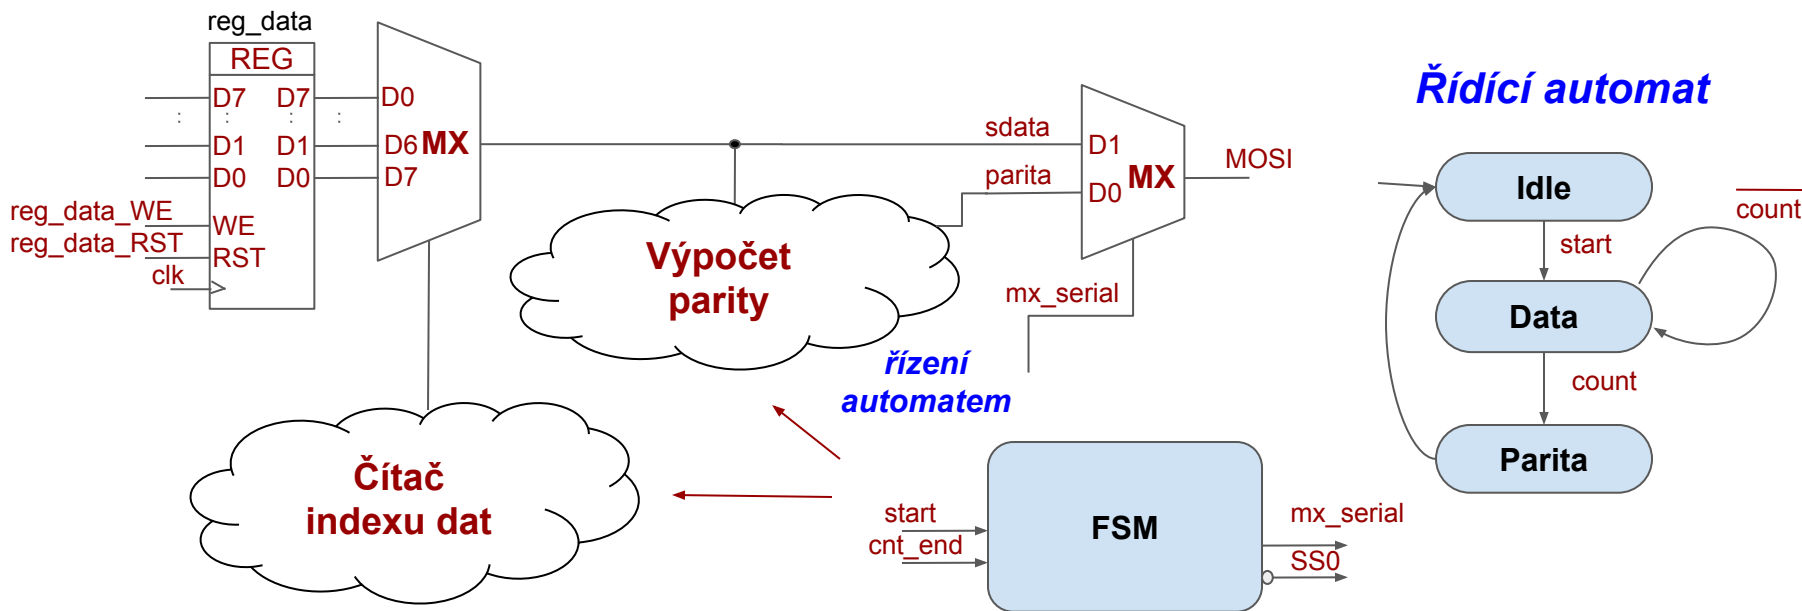 reg_data
REG
D7
D7
D0
:
:
:
:
D1
D1
D6
MX
D0
D0
D7
reg_data_WE
WE
reg_data_RST
RST
clk
sdata
parita
D1
D0
MX
MOSI
Výpočet
parity
mx_serial
řízení
automatem
Čítač
indexu dat
start
cnt_end
FSM
mx_serial
SS0
Řídící automat
Idle
start
count
Data
count
Parita